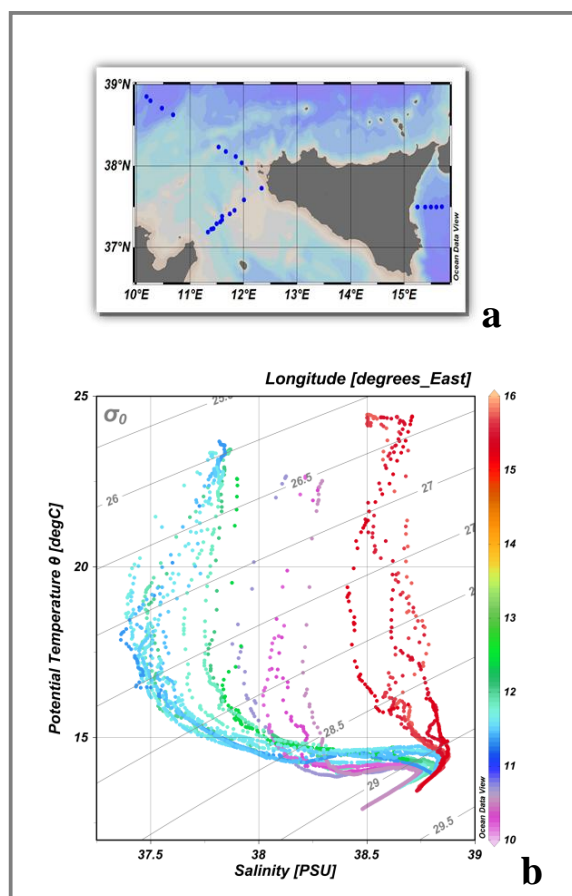 39°N
38°N
37°N
10°E 11°E 12°E 13°E 14°E 15°E
Ocean Data View
a
Longitude [degrees_East]
25
20
15
σ0
26
26.5
27
28.5
29
29.5
Potential Temperature θ [degC]
37.5 38 38.5 39
Salinity [PSU]
16
15
14
13
12
11
10
Ocean Data View
b